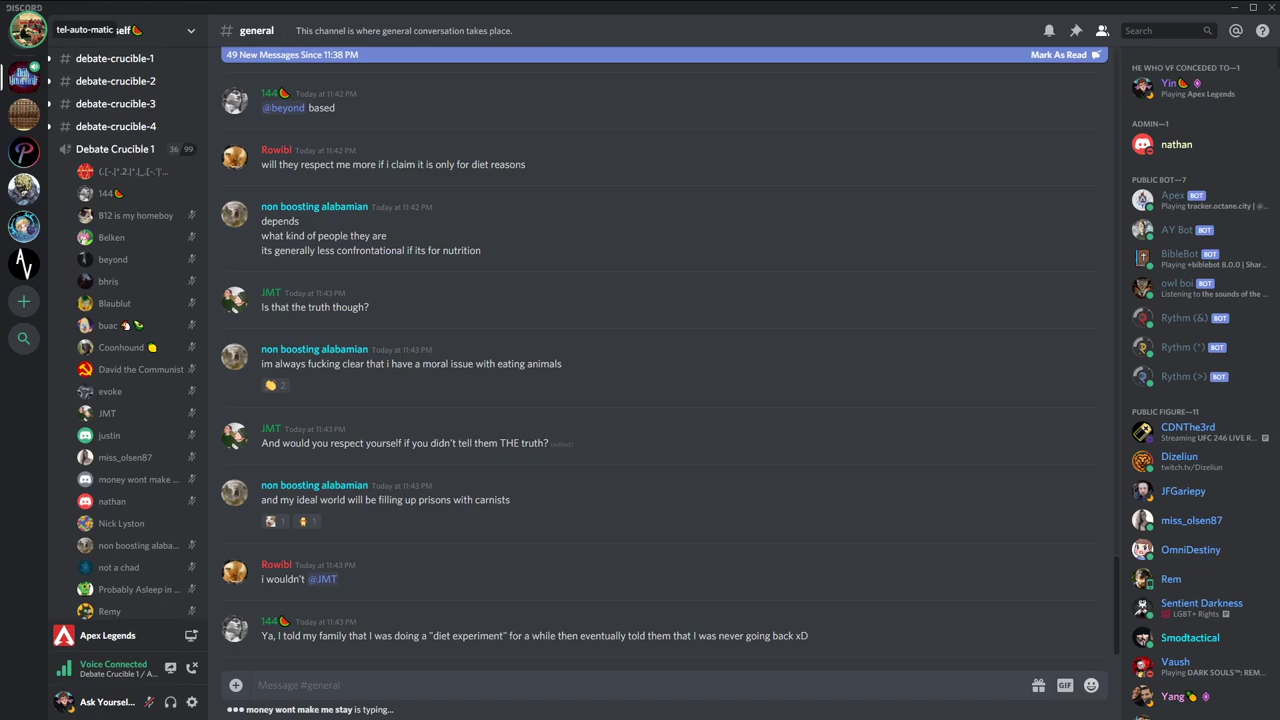 DISCORD
tel-auto-matic
self🍉
# debate-crucible-1
# debate-crucible-2
# debate-crucible-3
# debate-crucible-4
Debate Crucible 1 36 99
(.[-.|*.2.|*.|_.[-.'|'...
144🍉
B12 is my homeboy
Belken
beyond
bhris
Blaublut
buac
Coonhound 🍋
David the Communist
evoke
JMT
justin
miss_olsen87
money wont make ...
nathan
Nick Lyston
non boosting alaba...
not a chad
Probably Asleep in ...
Remy
Apex Legends
Voice Connected
Debate Crucible 1 / A...
Ask Yoursel...
# general This channel is where general conversation takes place.
Search
49 New Messages Since 11:38 PM Mark As Read
144🍉 Today at 11:42 PM
@beyond based
Rowibl Today at 11:42 PM
will they respect me more if i claim it is only for diet reasons
non boosting alabamian Today at 11:42 PM
depends
what kind of people they are
its generally less confrontational if its for nutrition
JMT Today at 11:43 PM
Is that the truth though?
non boosting alabamian Today at 11:43 PM
im always fucking clear that i have a moral issue with eating animals
👏 2
JMT Today at 11:43 PM
And would you respect yourself if you didn't tell them THE truth? (edited)
non boosting alabamian Today at 11:43 PM
and my ideal world will be filling up prisons with carnists
1 1
Rowibl Today at 11:43 PM
i wouldn't @JMT
144🍉 Today at 11:43 PM
Ya, I told my family that I was doing a "diet experiment" for a while then eventually told them that I was never going back xD
Message #general
GIF
money wont make me stay is typing...
HE WHO VF CONCEDED TO—1
Yin🍉
Playing Apex Legends
ADMIN—1
nathan
PUBLIC BOT—7
Apex BOT
Playing tracker.octane.city | @...
AY Bot BOT
BibleBot BOT
Playing +biblebot 8.0.0 | Shar...
owl boi BOT
Listening to the sounds of the ...
Rythm (&) BOT
Rythm (*) BOT
Rythm (>) BOT
PUBLIC FIGURE—11
CDNThe3rd
Streaming UFC 246 LIVE R...
Dizeliun
twitch.tv/Dizeliun
JFGariepy
miss_olsen87
OmniDestiny
Rem
Sentient Darkness
LGBT+ Rights
Smodtactical
Vaush
Playing DARK SOULS™: REM...
Yang🍍